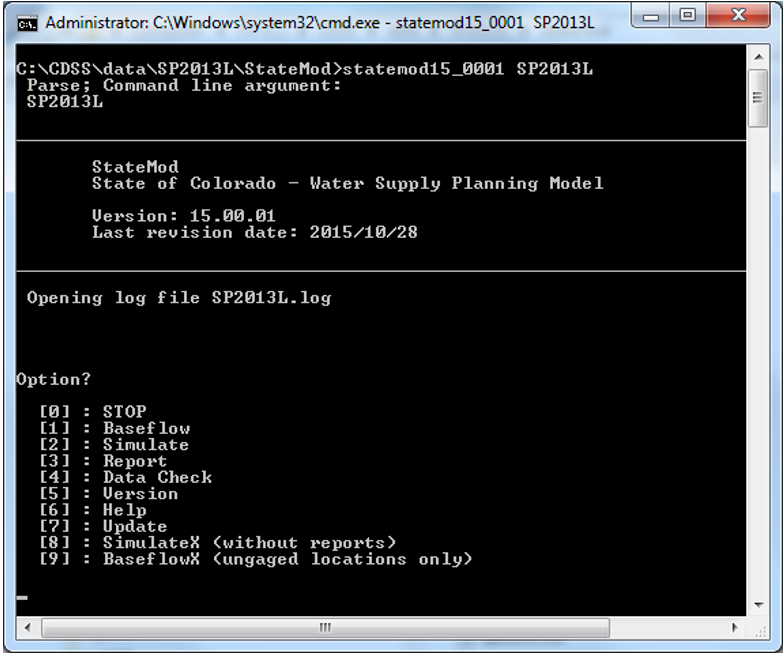 Administrator: C:\Windows\system32\cmd.exe - statemod15_0001 SP2013L
C:\CDSS\data\SP2013L\StateMod>statemod15_0001 SP2013L
Parse; Command line argument:
SP2013L
StateMod
State of Colorado - Water Supply Planning Model
Version: 15.00.01
Last revision date: 2015/10/28
Opening log file SP2013L.log
Option?
[0] : STOP
[1] : Baseflow
[2] : Simulate
[3] : Report
[4] : Data Check
[5] : Version
[6] : Help
[7] : Update
[8] : SimulateX (without reports)
[9] : BaseflowX (ungaged locations only)